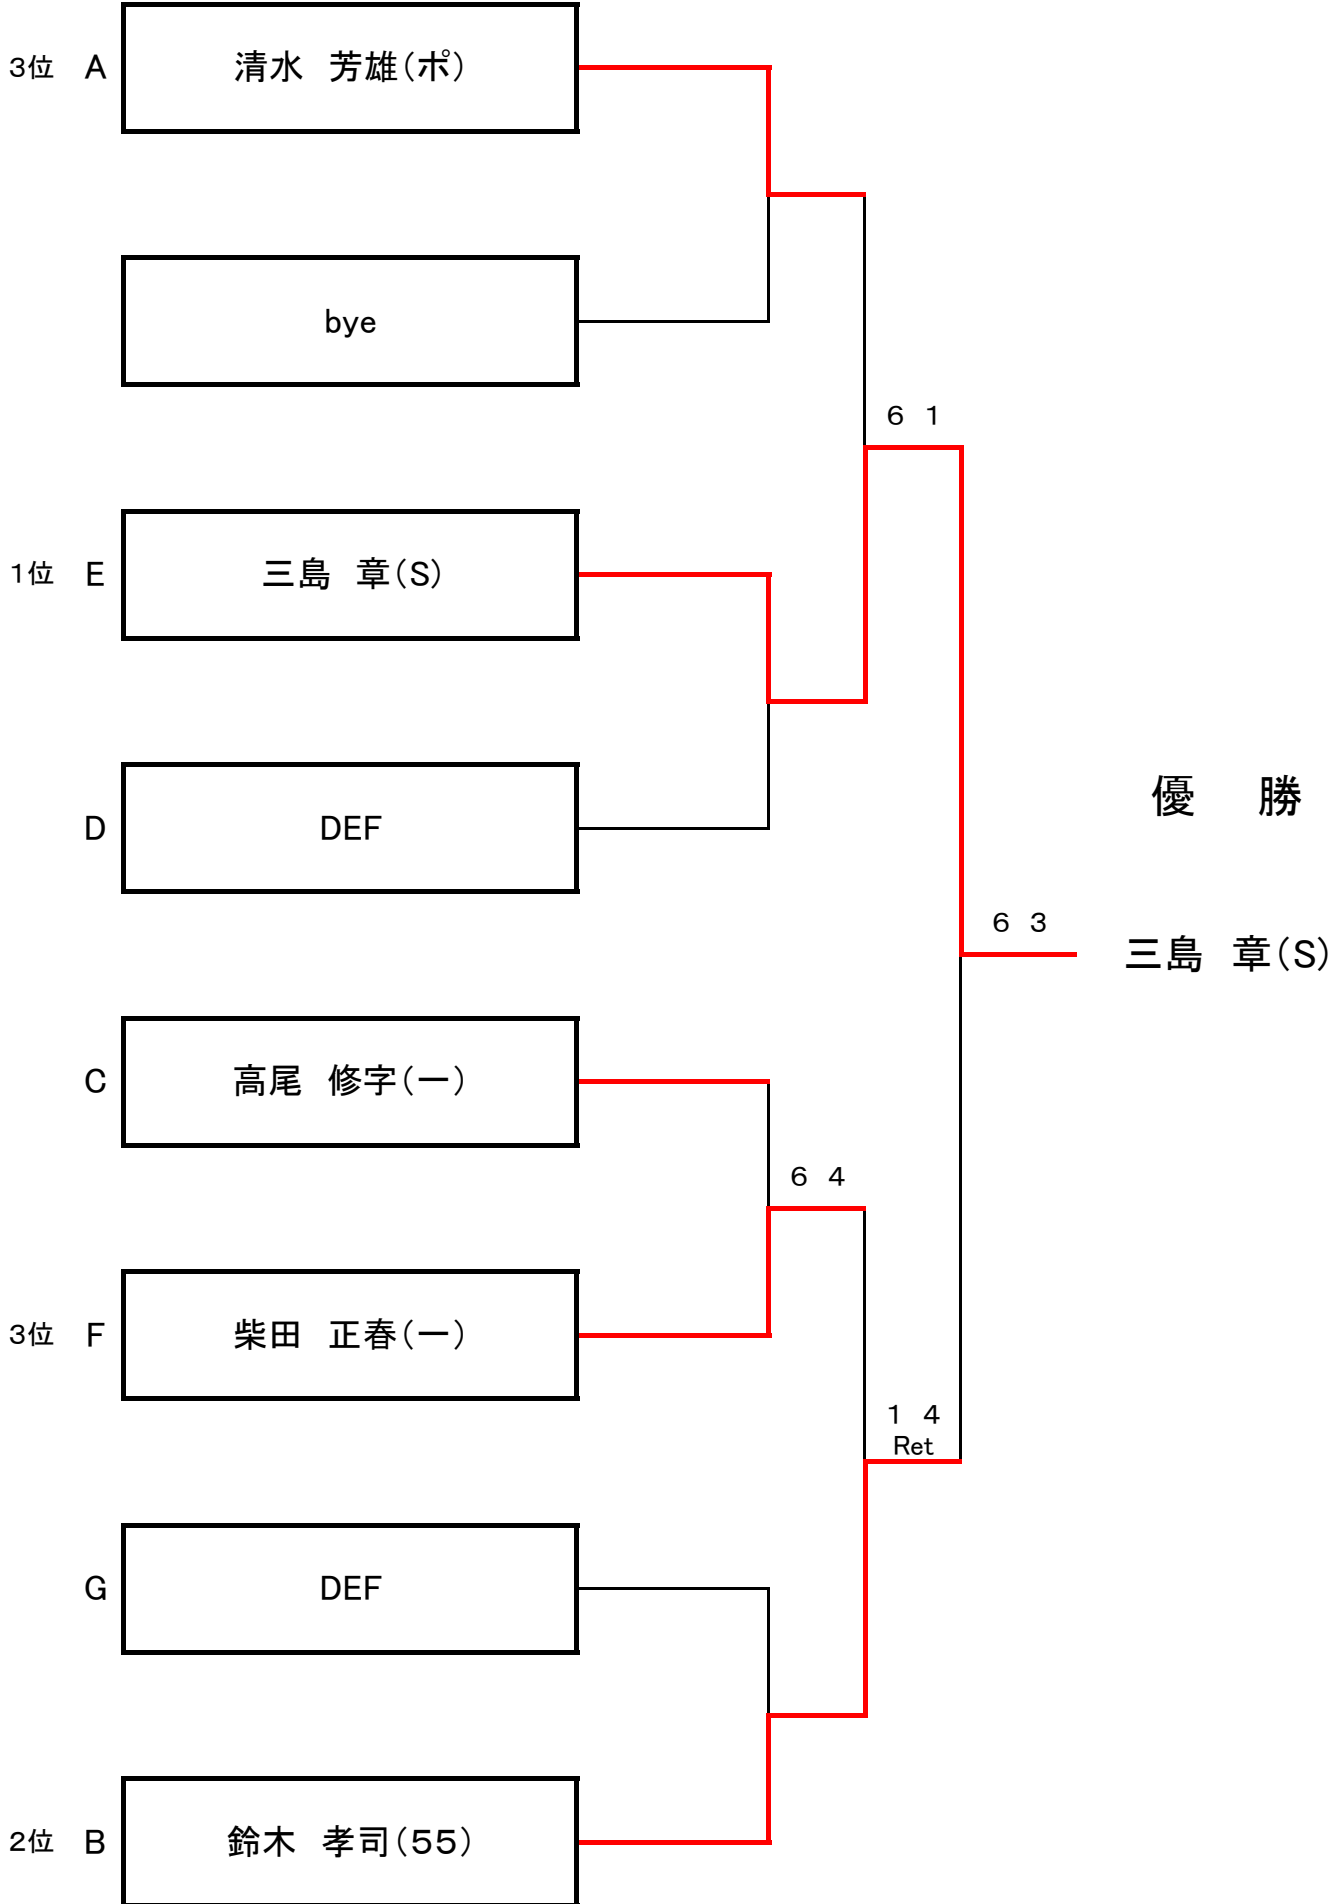 3位 A 清水 芳雄(ポ)
bye
6 1
1位 E 三島 章(S)
D DEF
優 勝
6 3
三島 章(S)
C 高尾 修字(一)
6 4
3位 F 柴田 正春(一)
1 4
Ret
G DEF
2位 B 鈴木 孝司(55)